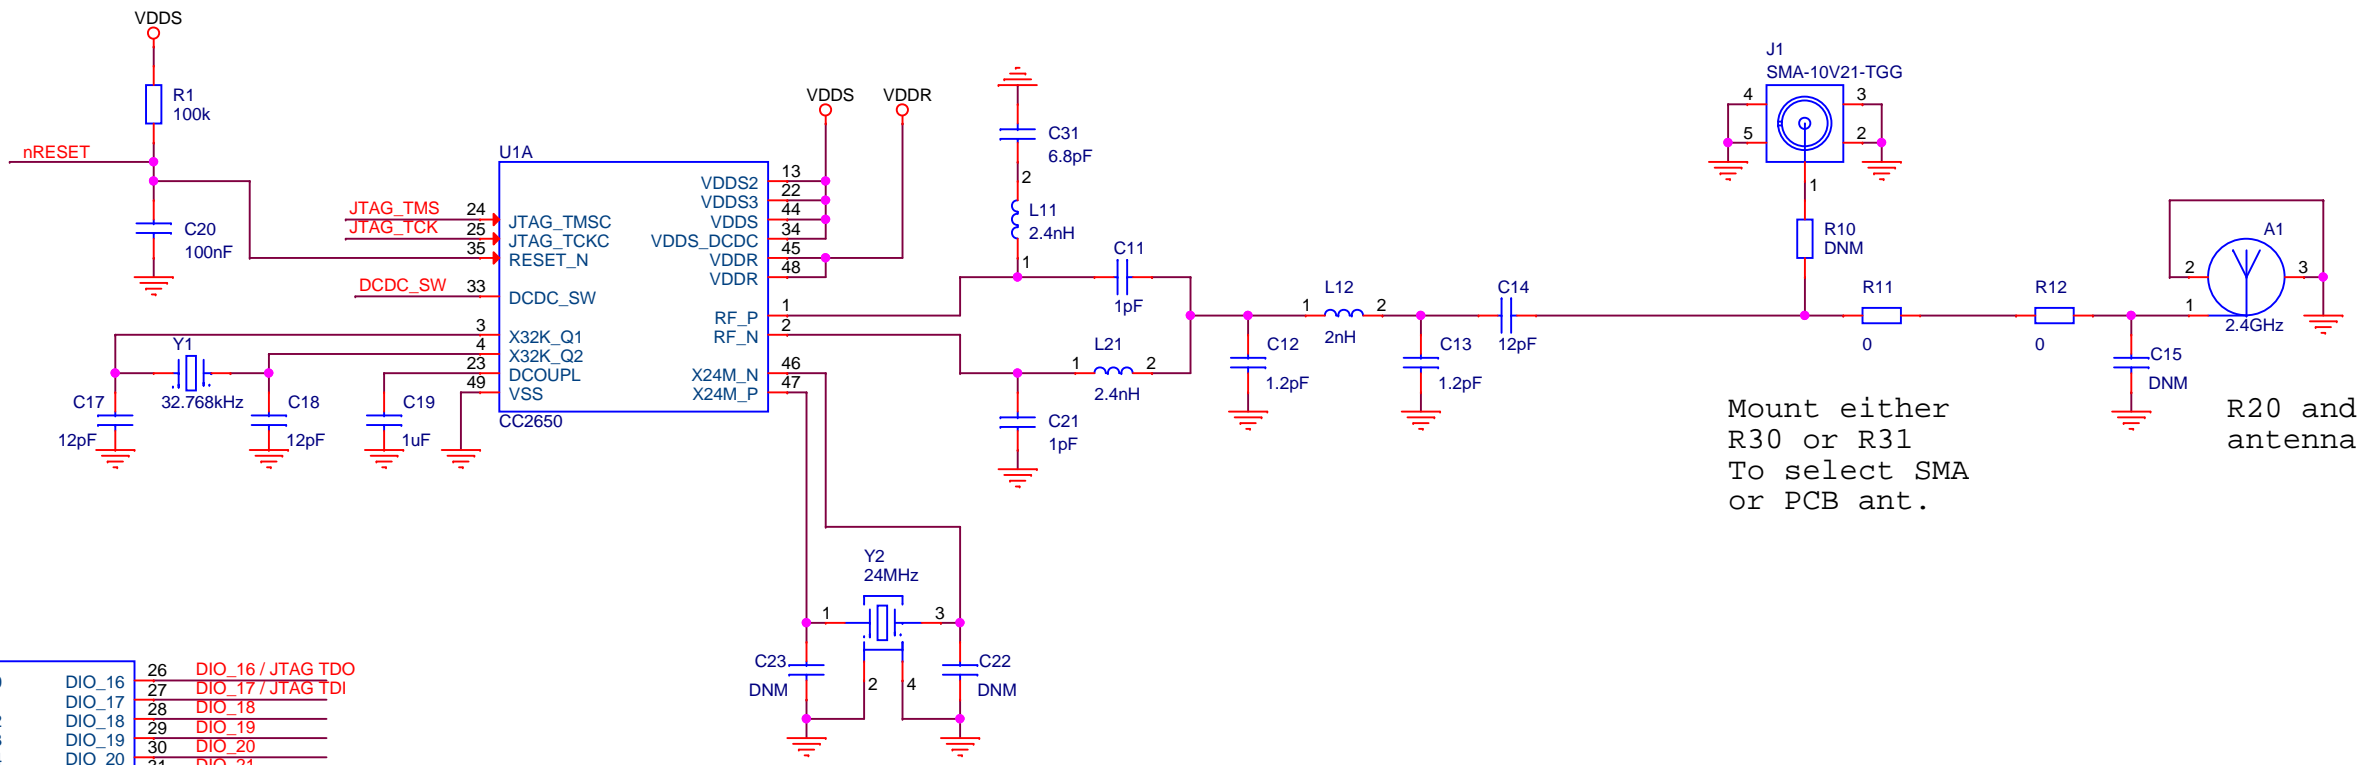 VDDS
R1
100k
nRESET
C20
100nF
VDDS
VDDR
U1A
JTAG_TMS
24
JTAG_TMSC
JTAG_TCK
25
JTAG_TCKC
35
RESET_N
DCDC_SW
33
DCDC_SW
3
X32K_Q1
4
X32K_Q2
23
DCOUPL
49
VSS
VDDS2
13
VDDS3
22
VDDS
44
VDDS_DCDC
34
VDDR
45
VDDR
48
RF_P
1
RF_N
2
X24M_N
46
X24M_P
47
CC2650
Y1
32.768kHz
C17
12pF
C18
12pF
C19
1uF
C31
6.8pF
2
L11
2.4nH
1
C11
1pF
1
L21
2
2.4nH
C21
1pF
C12
1.2pF
1
L12
2
2nH
C13
1.2pF
C14
12pF
J1
SMA-10V21-TGG
4
3
5
2
1
R10
DNM
R11
0
R12
0
A1
2
3
1
2.4GHz
C15
DNM
Mount either
R30 or R31
To select SMA
or PCB ant.
R20 and
antenna
Y2
24MHz
1
3
C23
DNM
2
4
C22
DNM
DIO_16
26
DIO_16 / JTAG TDO
DIO_17
27
DIO_17 / JTAG TDI
DIO_18
28
DIO_18
DIO_19
29
DIO_19
DIO_20
30
DIO_20
31
DIO_21